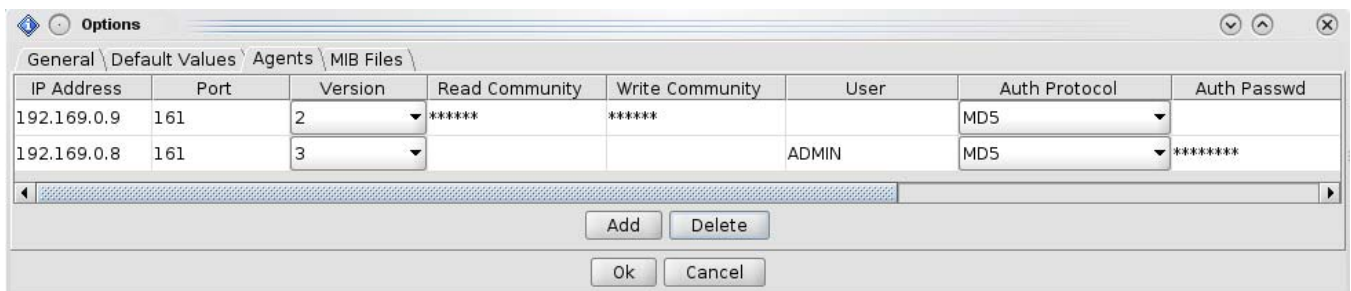 Options
General Default Values Agents MIB Files
IP Address Port Version Read Community Write Community User Auth Protocol Auth Passwd
192.169.0.9 161 2 ****** ****** MD5
192.169.0.8 161 3 ADMIN MD5 ********
Add Delete
Ok Cancel